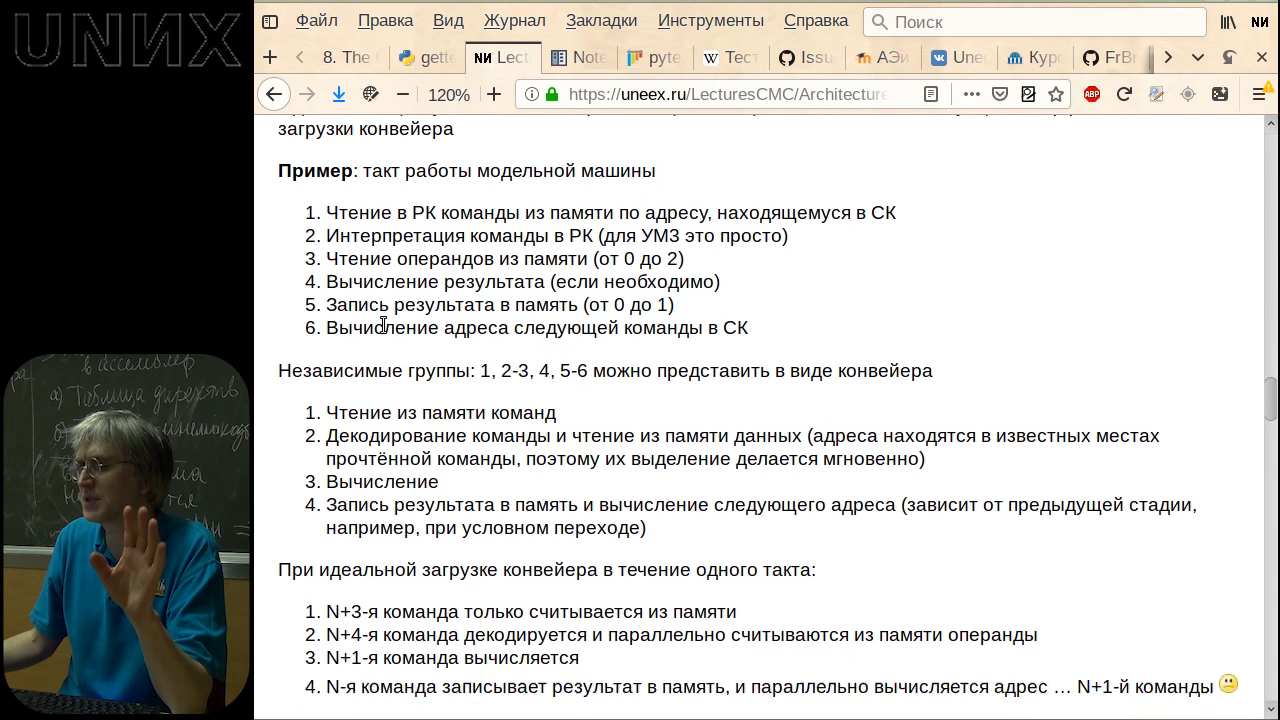 UNИX
Файл Правка Вид Журнал Закладки Инструменты Справка Поиск
8. The gette Lect Note pyte Тест Issu АЭи Unec Курс FrBr
120% https://uneex.ru/LecturesCMC/Architecture ABP
загрузки конвейера
Пример: такт работы модельной машины
1. Чтение в РК команды из памяти по адресу, находящемуся в СК
2. Интерпретация команды в РК (для УМЗ это просто)
3. Чтение операндов из памяти (от 0 до 2)
4. Вычисление результата (если необходимо)
5. Запись результата в память (от 0 до 1)
6. Вычисление адреса следующей команды в СК
Независимые группы: 1, 2-3, 4, 5-6 можно представить в виде конвейера
1. Чтение из памяти команд
2. Декодирование команды и чтение из памяти данных (адреса находятся в известных местах
прочтённой команды, поэтому их выделение делается мгновенно)
3. Вычисление
4. Запись результата в память и вычисление следующего адреса (зависит от предыдущей стадии,
например, при условном переходе)
При идеальной загрузке конвейера в течение одного такта:
1. N+3-я команда только считывается из памяти
2. N+4-я команда декодируется и параллельно считываются из памяти операнды
3. N+1-я команда вычисляется
4. N-я команда записывает результат в память, и параллельно вычисляется адрес … N+1-й команды
в ассемблер
а) Таблица директив